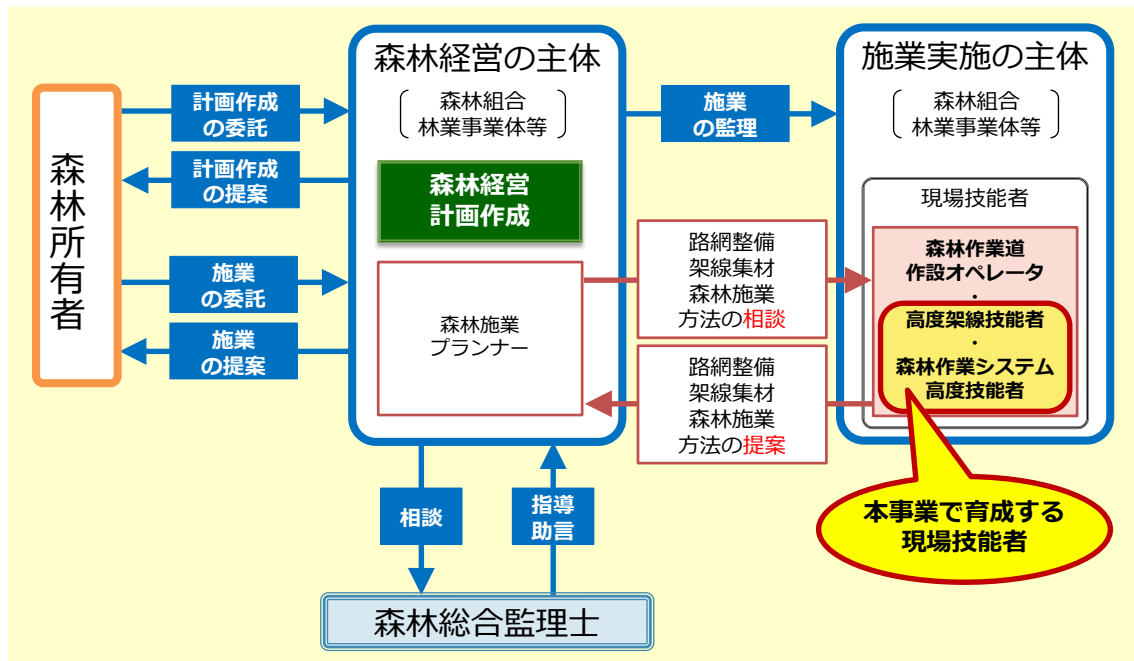 森林所有者
計画作成
の委託
計画作成
の提案
施業
の委託
施業
の提案
森林経営の主体
森林組合
林業事業体等
森林経営
計画作成
森林施業
プランナー
施業
の監理
路網整備
架線集材
森林施業
方法の相談
路網整備
架線集材
森林施業
方法の提案
施業実施の主体
森林組合
林業事業体等
現場技能者
森林作業道
作設オペレータ
・
高度架線技能者
・
森林作業システム
高度技能者
本事業で育成する
現場技能者
相談
指導
助言
森林総合監理士